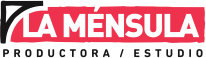 LA MÉNSULA
PRODUCTORA / ESTUDIO